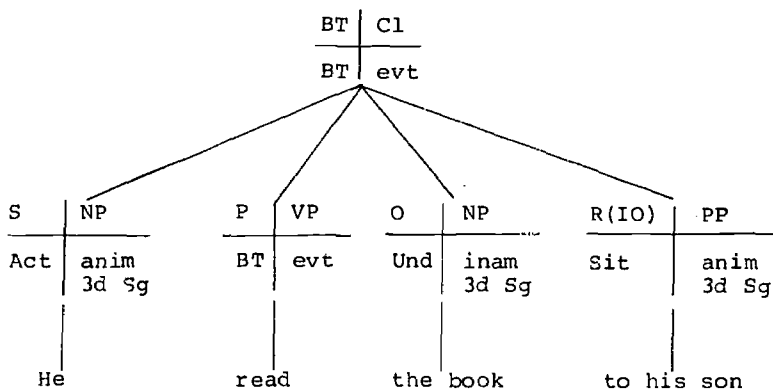 BT Cl
BT evt
S NP P VP O NP R(IO) PP
Act anim BT evt Und inam Sit anim
3d Sg 3d Sg 3d Sg
He read the book to his son